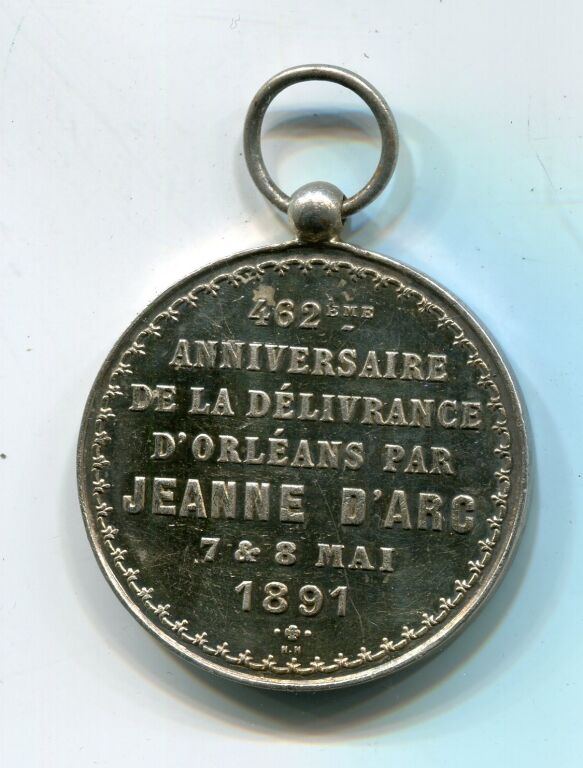 462ÈME
ANNIVERSAIRE
DE LA DÉLIVRANCE
D'ORLÉANS PAR
JEANNE D'ARC
7 & 8 MAI
1891